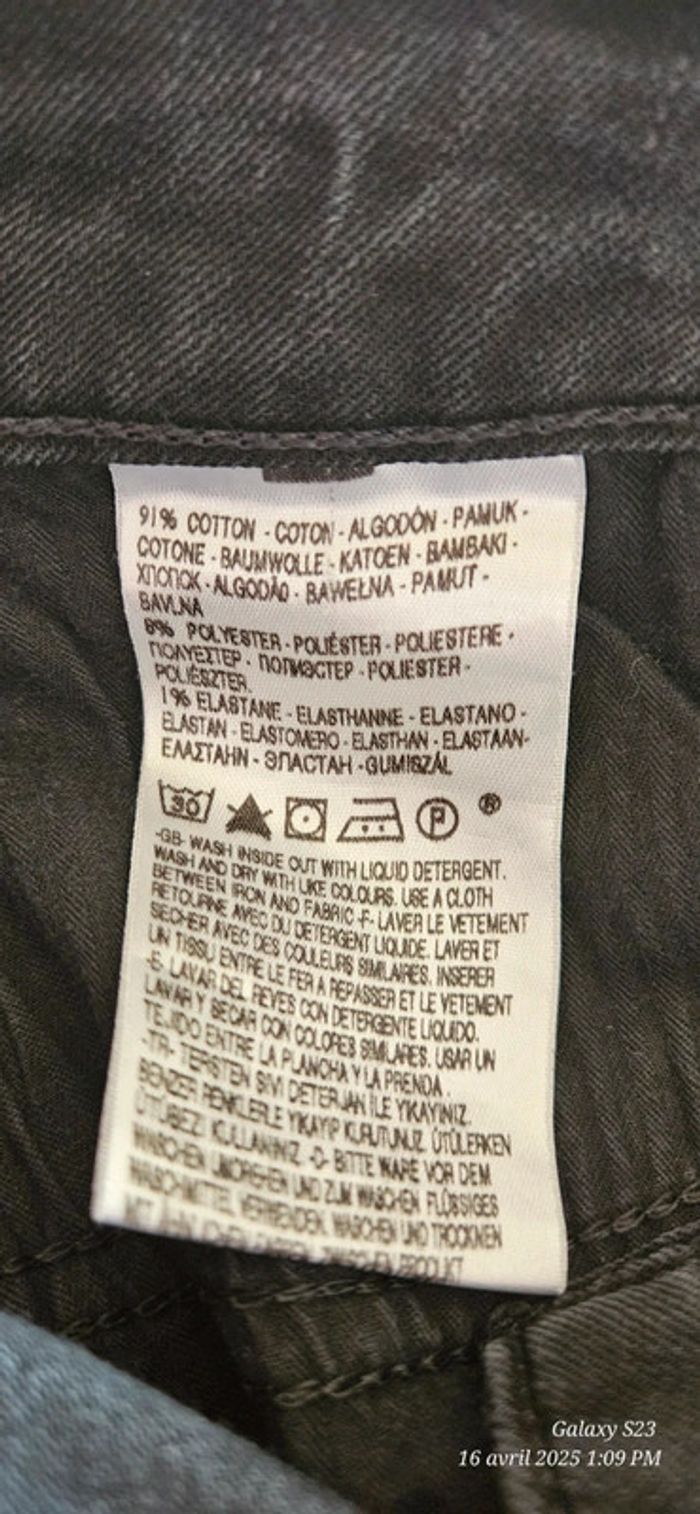 91% COTTON - COTON - ALGODÓN - PAMUK -
COTONE - BAUMWOLLE - KATOEN - BAMBAKI -
ХЛОПОК - ALGODÃO - BAWEŁNA - PAMUT -
BAVLNA
8% POLYESTER - POLIÉSTER - POLIESTERE -
ΠΟΛΥΕΣΤΕΡ - ПОЛИЭСТЕР - POLIESTER -
POLIÉSZTER.
1% ELASTANE - ELASTHANNE - ELASTANO -
ELASTAN - ELASTOMERO - ELASTHAN - ELASTAAN-
ΕΛΑΣΤΑΗΝ - ЭЛАСТАН -GUMISZÁL
30 P ®
-GB- WASH INSIDE OUT WITH LIQUID DETERGENT.
WASH AND DRY WITH LIKE COLOURS. USE A CLOTH
BETWEEN IRON AND FABRIC -F- LAVER LE VETEMENT
RETOURNE AVEC DU DETERGENT LIQUIDE. LAVER ET
SECHER AVEC DES COULEURS SIMILAIRES. INSERER
UN TISSU ENTRE LE FER A REPASSER ET LE VETEMENT
-E- LAVAR DEL REVES CON DETERGENTE LIQUIDO.
LAVAR Y SECAR CON COLORES SIMILARES. USAR UN
TEJIDO ENTRE LA PLANCHA Y LA PRENDA .
-TR- TERSTEN SIVI DETERJAN İLE YIKAYINIZ.
BENZER RENKLERLE YIKAYIP KURUTUNUZ. ÜTÜLERKEN
ÜTÜBEZİ KULLANINIZ. -D- BITTE WARE VOR DEM
WASCHEN UMDREHEN UND ZUM WASCHEN FLÜSSIGES
WASCHMITTEL VERWENDEN. WASCHEN UND TROCKNEN
MIT ZWISCHEN
Galaxy S23
16 avril 2025 1:09 PM